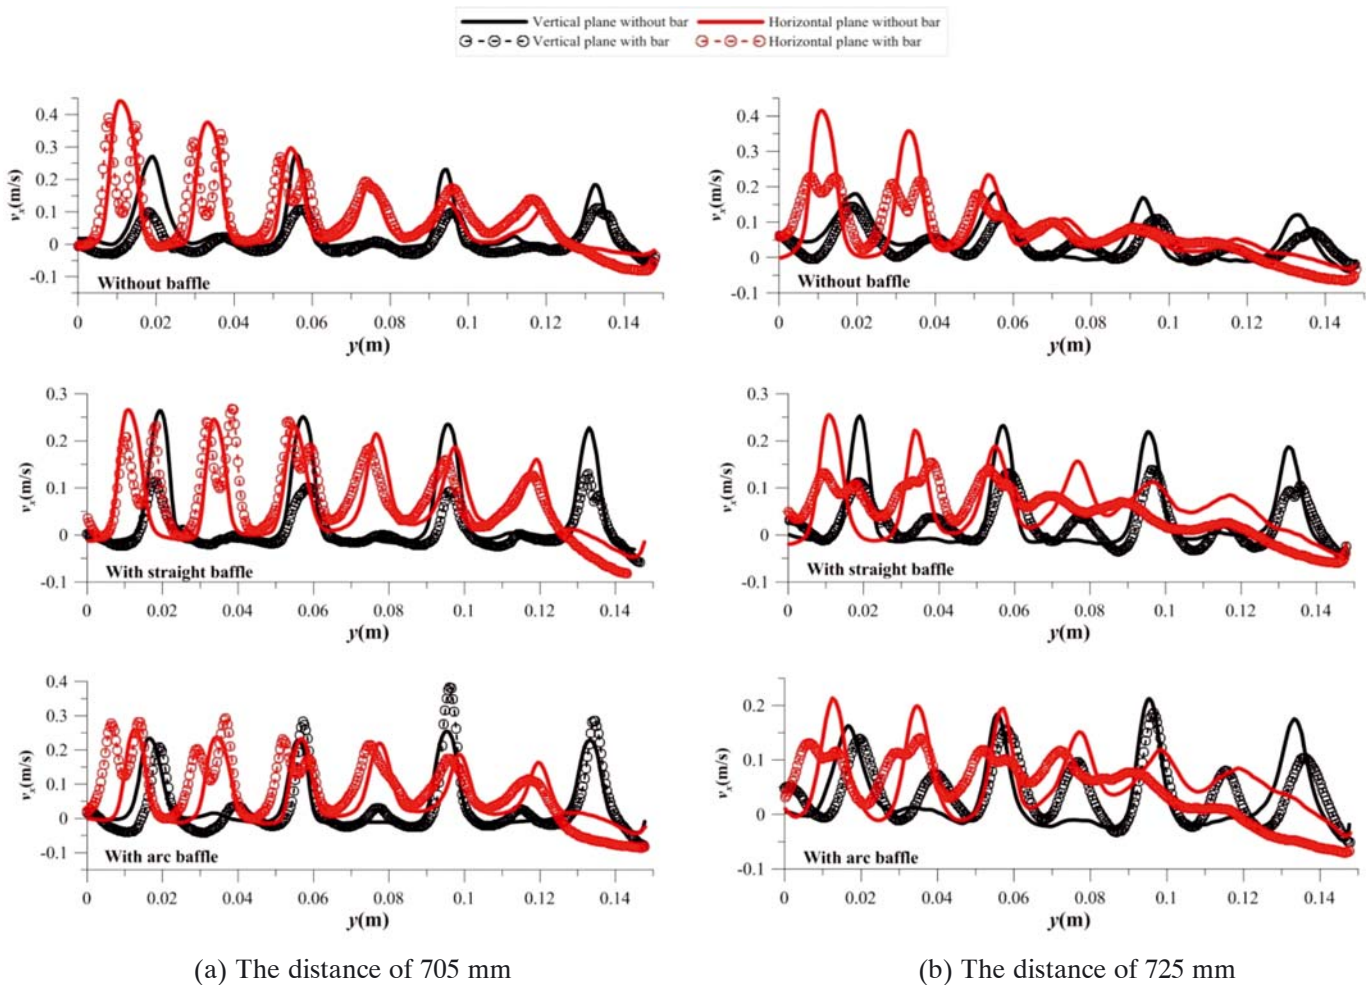 Vertical plane without bar Horizontal plane without bar
Vertical plane with bar Horizontal plane with bar
0.4
0.3
0.2
0.1
0
-0.1
vx(m/s)
Without baffle
0 0.02 0.04 0.06 0.08 0.1 0.12 0.14
y(m)
0.4
0.3
0.2
0.1
0
-0.1
vx(m/s)
Without baffle
0 0.02 0.04 0.06 0.08 0.1 0.12 0.14
y(m)
0.3
0.2
0.1
0
-0.1
vx(m/s)
With straight baffle
0 0.02 0.04 0.06 0.08 0.1 0.12 0.14
y(m)
0.3
0.2
0.1
0
-0.1
vx(m/s)
With straight baffle
0 0.02 0.04 0.06 0.08 0.1 0.12 0.14
y(m)
0.4
0.3
0.2
0.1
0
-0.1
vx(m/s)
With arc baffle
0 0.02 0.04 0.06 0.08 0.1 0.12 0.14
y(m)
0.2
0.1
0
-0.1
vx(m/s)
With arc baffle
0 0.02 0.04 0.06 0.08 0.1 0.12 0.14
y(m)
(a) The distance of 705 mm
(b) The distance of 725 mm